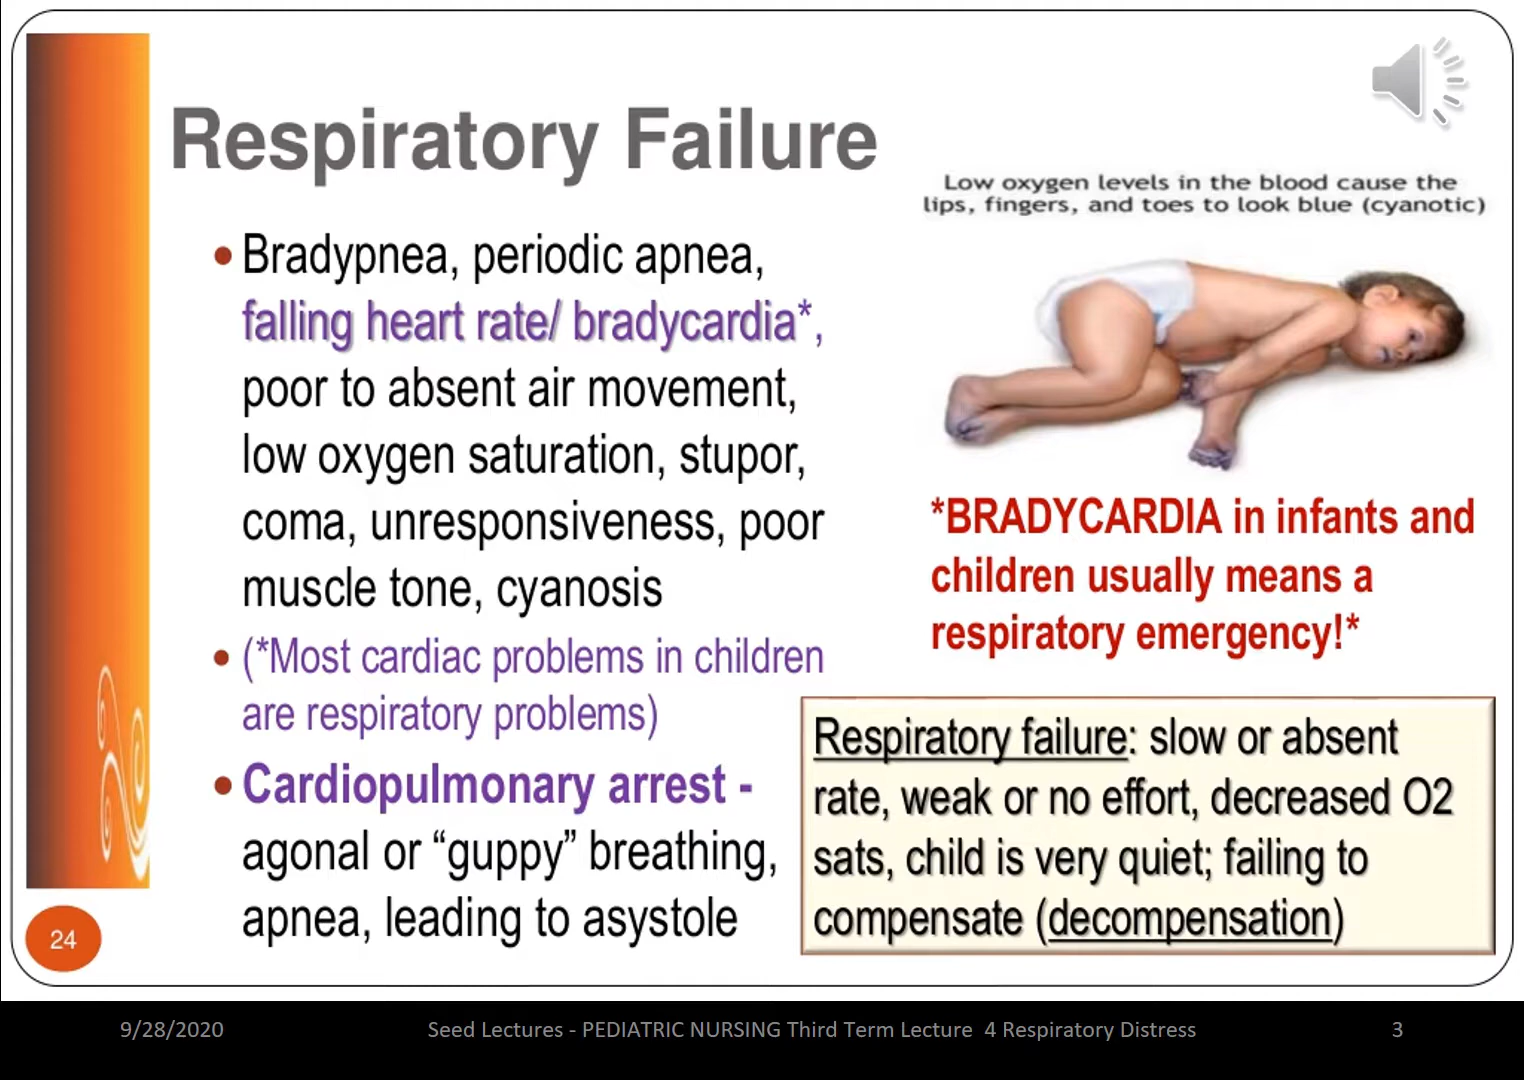 Respiratory Failure
Low oxygen levels in the blood cause the
lips, fingers, and toes to look blue (cyanotic)
• Bradypnea, periodic apnea,
falling heart rate/ bradycardia*,
poor to absent air movement,
low oxygen saturation, stupor,
coma, unresponsiveness, poor
muscle tone, cyanosis
• (*Most cardiac problems in children
are respiratory problems)
• Cardiopulmonary arrest -
agonal or “guppy” breathing,
apnea, leading to asystole
*BRADYCARDIA in infants and
children usually means a
respiratory emergency!*
Respiratory failure: slow or absent
rate, weak or no effort, decreased O2
sats, child is very quiet; failing to
compensate (decompensation)
24
9/28/2020
Seed Lectures - PEDIATRIC NURSING Third Term Lecture 4 Respiratory Distress
3